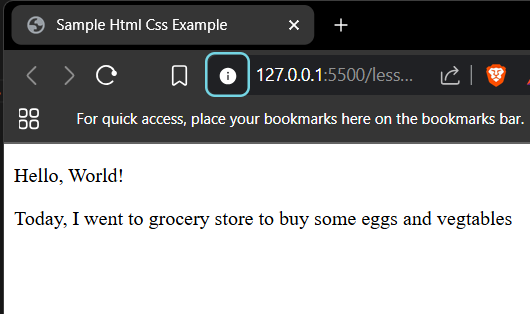 Sample Html Css Example
127.0.0.1:5500/less...
For quick access, place your bookmarks here on the bookmarks bar.
Hello, World!
Today, I went to grocery store to buy some eggs and vegtables